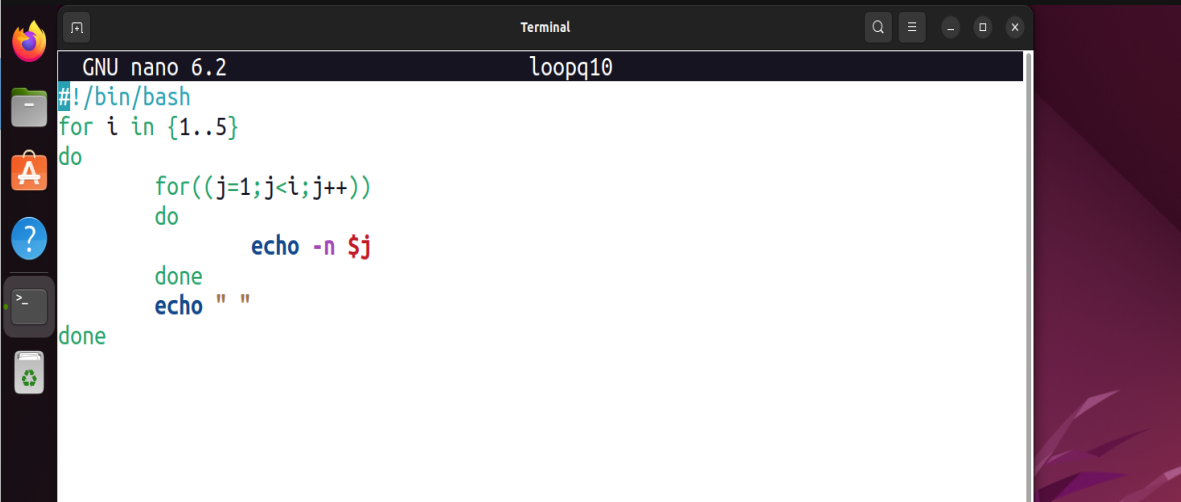 Terminal
GNU nano 6.2 loopq10
#!/bin/bash
for i in {1..5}
do
        for((j=1;j<i;j++))
        do
                echo -n $j
        done
        echo " "
done